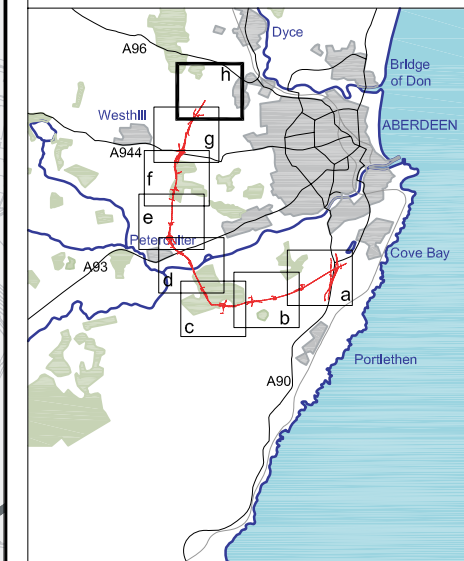 Dyce
A96
Bridge
of Don
h
Westhill
ABERDEEN
g
A944
f
e
Peterculter
Cove Bay
A93
d
a
b
c
Portlethen
A90